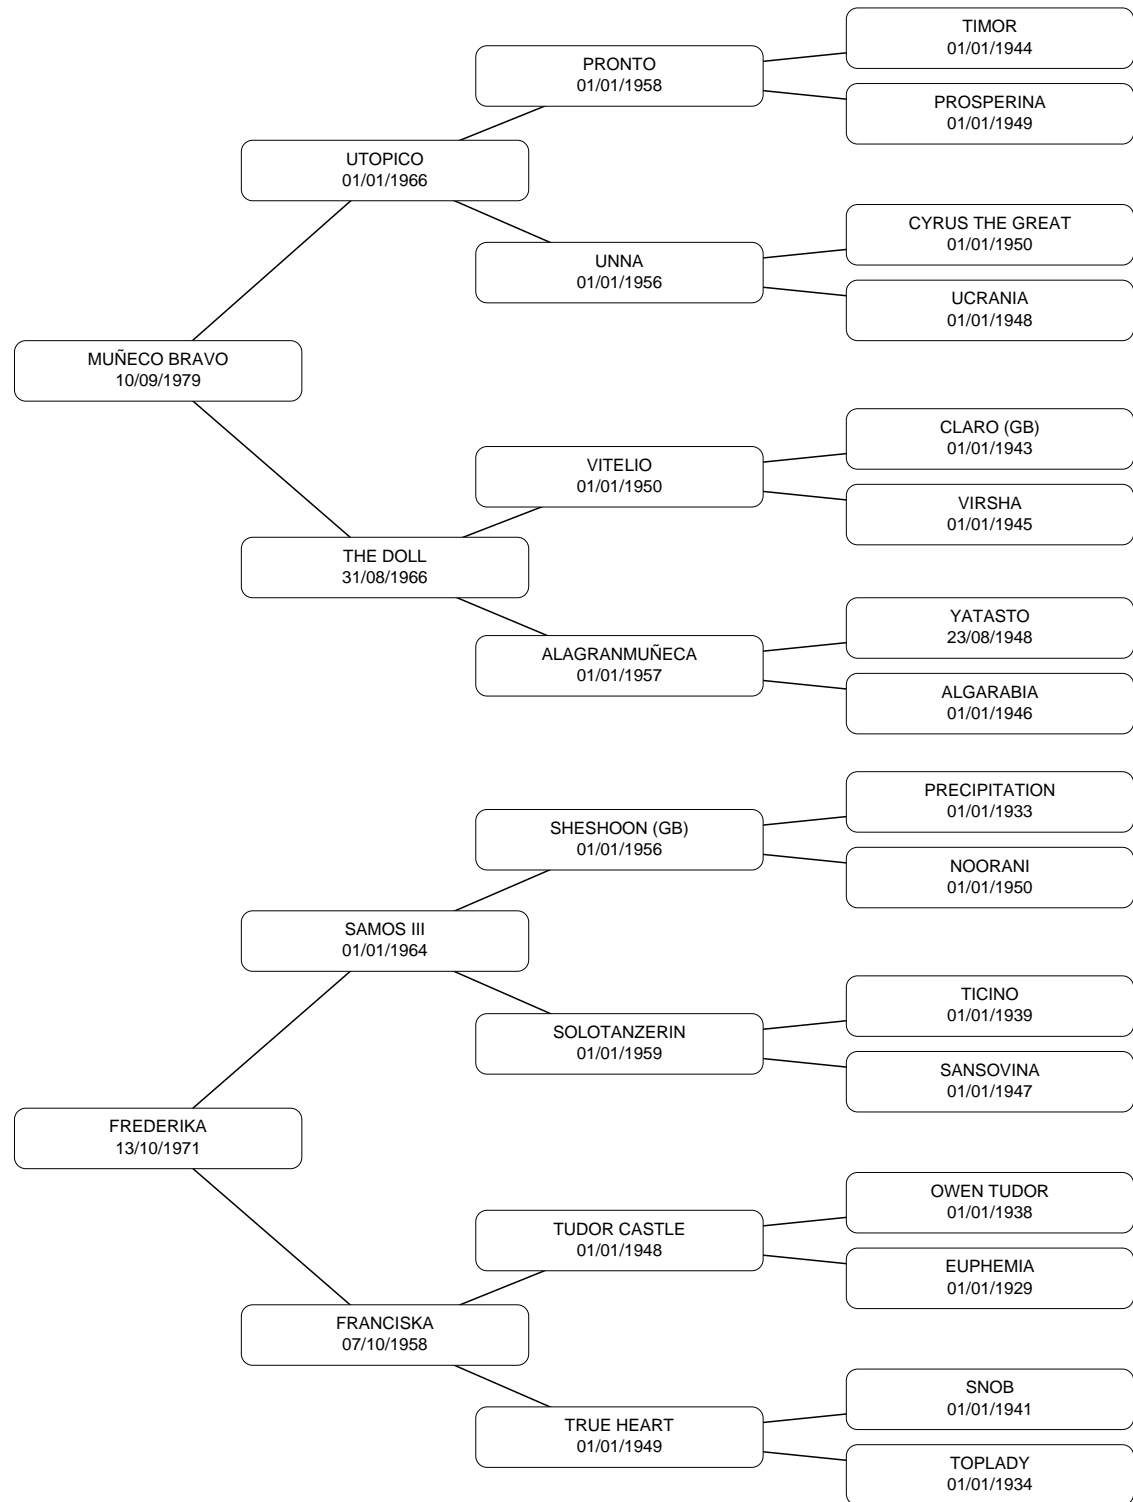 TIMOR
01/01/1944
PRONTO
01/01/1958
PROSPERINA
01/01/1949
UTOPICO
01/01/1966
CYRUS THE GREAT
01/01/1950
UNNA
01/01/1956
UCRANIA
01/01/1948
MUÑECO BRAVO
10/09/1979
CLARO (GB)
01/01/1943
VITELIO
01/01/1950
VIRSHA
01/01/1945
THE DOLL
31/08/1966
YATASTO
23/08/1948
ALAGRANMUÑECA
01/01/1957
ALGARABIA
01/01/1946
PRECIPITATION
01/01/1933
SHESHOON (GB)
01/01/1956
NOORANI
01/01/1950
SAMOS III
01/01/1964
TICINO
01/01/1939
SOLOTANZERIN
01/01/1959
SANSOVINA
01/01/1947
FREDERIKA
13/10/1971
OWEN TUDOR
01/01/1938
TUDOR CASTLE
01/01/1948
EUPHEMIA
01/01/1929
FRANCISKA
07/10/1958
SNOB
01/01/1941
TRUE HEART
01/01/1949
TOPLADY
01/01/1934